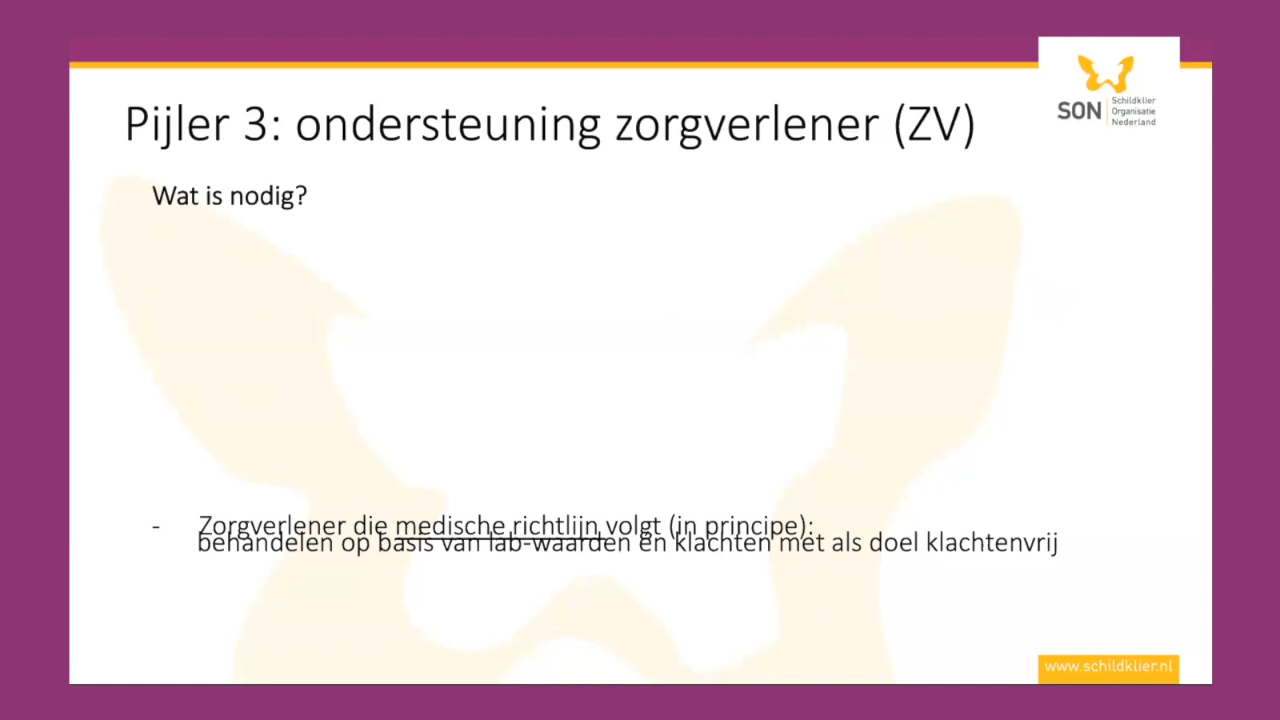 SON
Schildklier
Organisatie
Nederland
Pijler 3: ondersteuning zorgverlener (ZV)
Wat is nodig?
- Zorgverlener die medische richtlijn volgt (in principe):
behandelen op basis van lab-waarden en klachten met als doel klachtenvrij
www.schildklier.nl